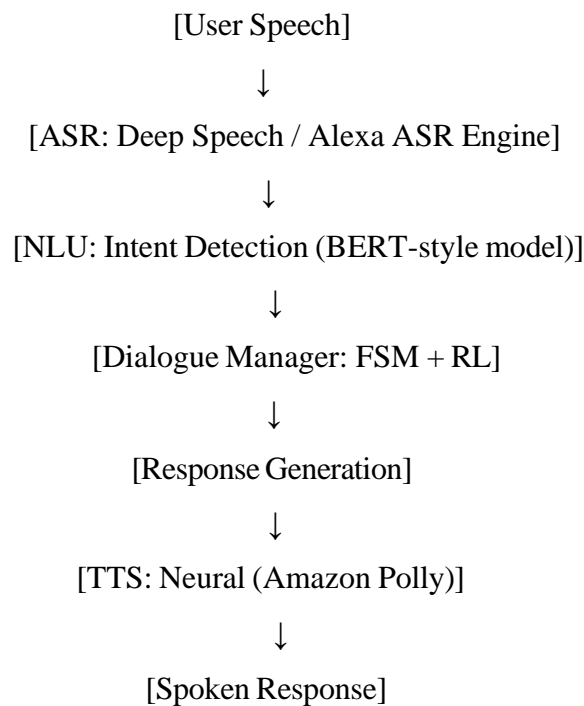 [User Speech]
↓
[ASR: Deep Speech / Alexa ASR Engine]
↓
[NLU: Intent Detection (BERT-style model)]
↓
[Dialogue Manager: FSM + RL]
↓
[Response Generation]
↓
[TTS: Neural (Amazon Polly)]
↓
[Spoken Response]